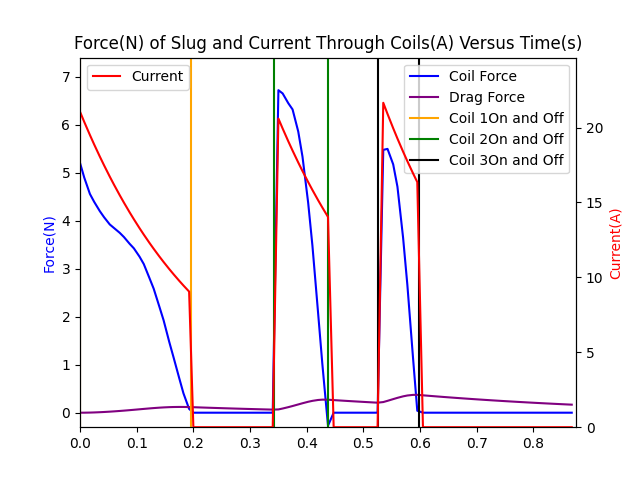 Force(N) of Slug and Current Through Coils(A) Versus Time(s)
Current
Coil Force
Drag Force
Coil 1On and Off
Coil 2On and Off
Coil 3On and Off
Force(N)
7
6
5
4
3
2
1
0
Current(A)
20
15
10
5
0
0.0 0.1 0.2 0.3 0.4 0.5 0.6 0.7 0.8